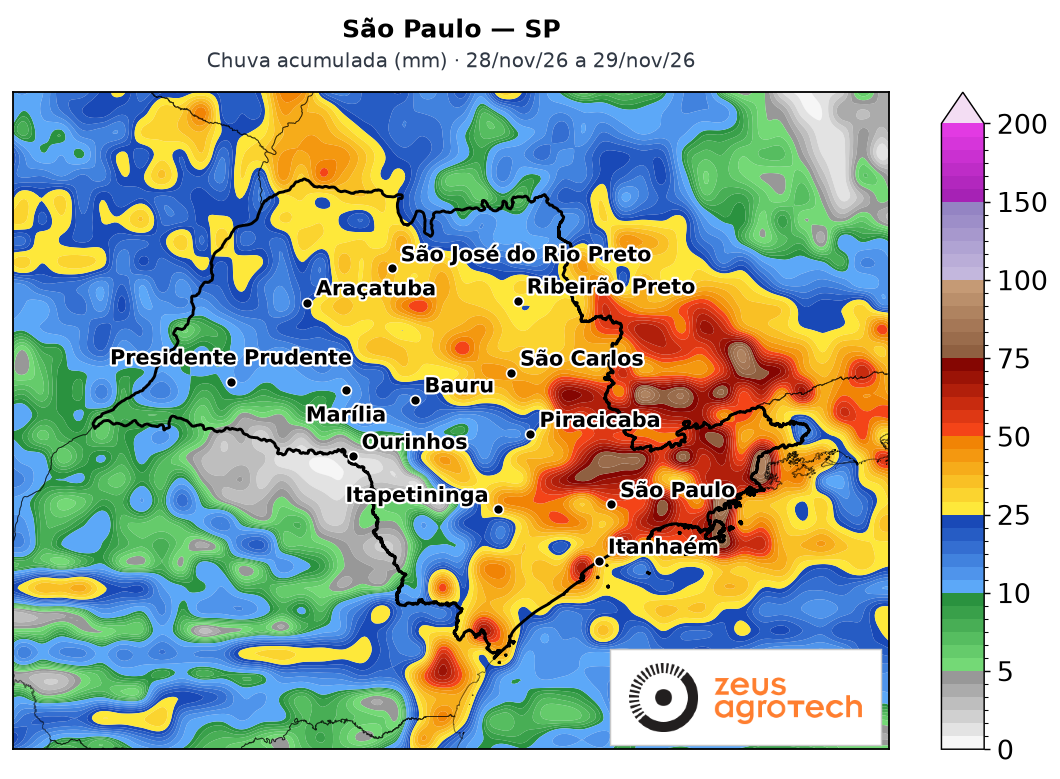 São Paulo — SP
Chuva acumulada (mm) · 28/nov/26 a 29/nov/26
São José do Rio Preto
Araçatuba
Ribeirão Preto
Presidente Prudente
São Carlos
Bauru
Marília
Piracicaba
Ourinhos
Itapetininga
São Paulo
Itanhaém
zeus
agrotech
200
150
100
75
50
25
10
5
0